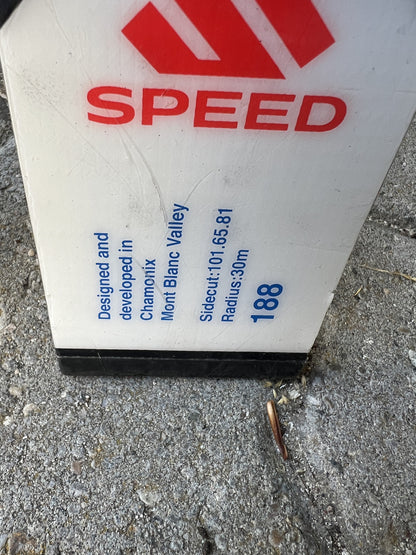 SPEED
Designed and
developed in
Chamonix
Mont Blanc Valley
Sidecut:101.65.81
Radius:30m
188